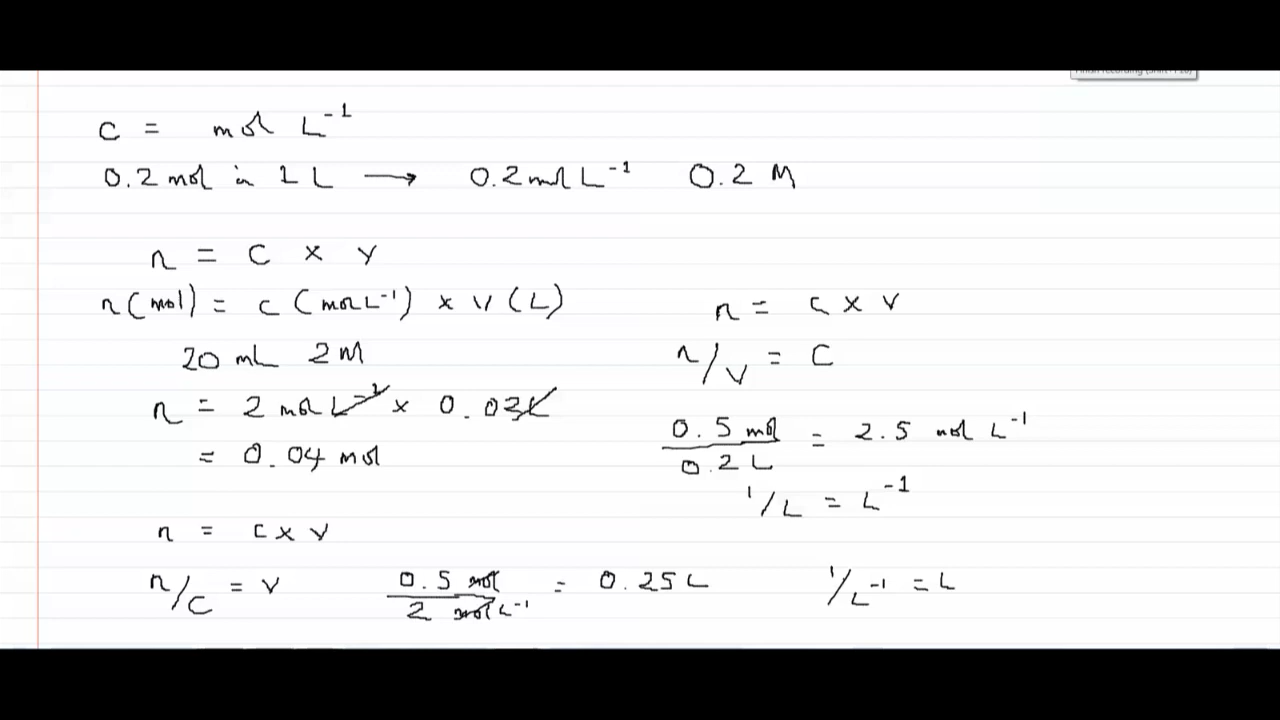 c = mol L⁻¹
0.2 mol in 1 L → 0.2 mol L⁻¹ 0.2 M
n = c x v
n (mol) = c (mol L⁻¹) x v (L)
20 mL 2M
n = 2 mol L⁻¹ x 0.02L
= 0.04 mol
n = c x v
n/c = v
0.5 mol / 2 mol L⁻¹ = 0.25 L
n = c x v
n/v = c
0.5 mol / 0.2 L = 2.5 mol L⁻¹
1/L = L⁻¹
1/L⁻¹ = L